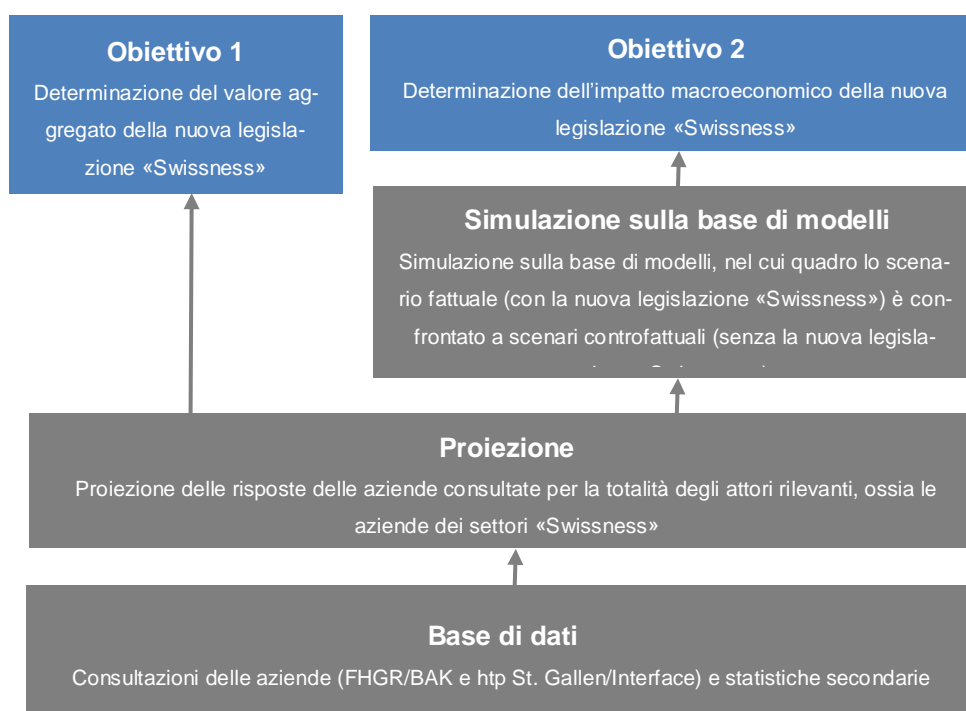 Obiettivo 1
Determinazione del valore ag-
gregato della nuova legisla-
zione «Swissness»
Obiettivo 2
Determinazione dell'impatto macroeconomico della nuova
legislazione «Swissness»
Simulazione sulla base di modelli
Simulazione sulla base di modelli, nel cui quadro lo scena-
rio fattuale (con la nuova legislazione «Swissness») è con-
frontato a scenari controfattuali (senza la nuova legisla-
Proiezione
Proiezione delle risposte delle aziende consultate per la totalità degli attori rilevanti, ossia le
aziende dei settori «Swissness»
Base di dati
Consultazioni delle aziende (FHGR/BAK e htp St. Gallen/Interface) e statistiche secondarie